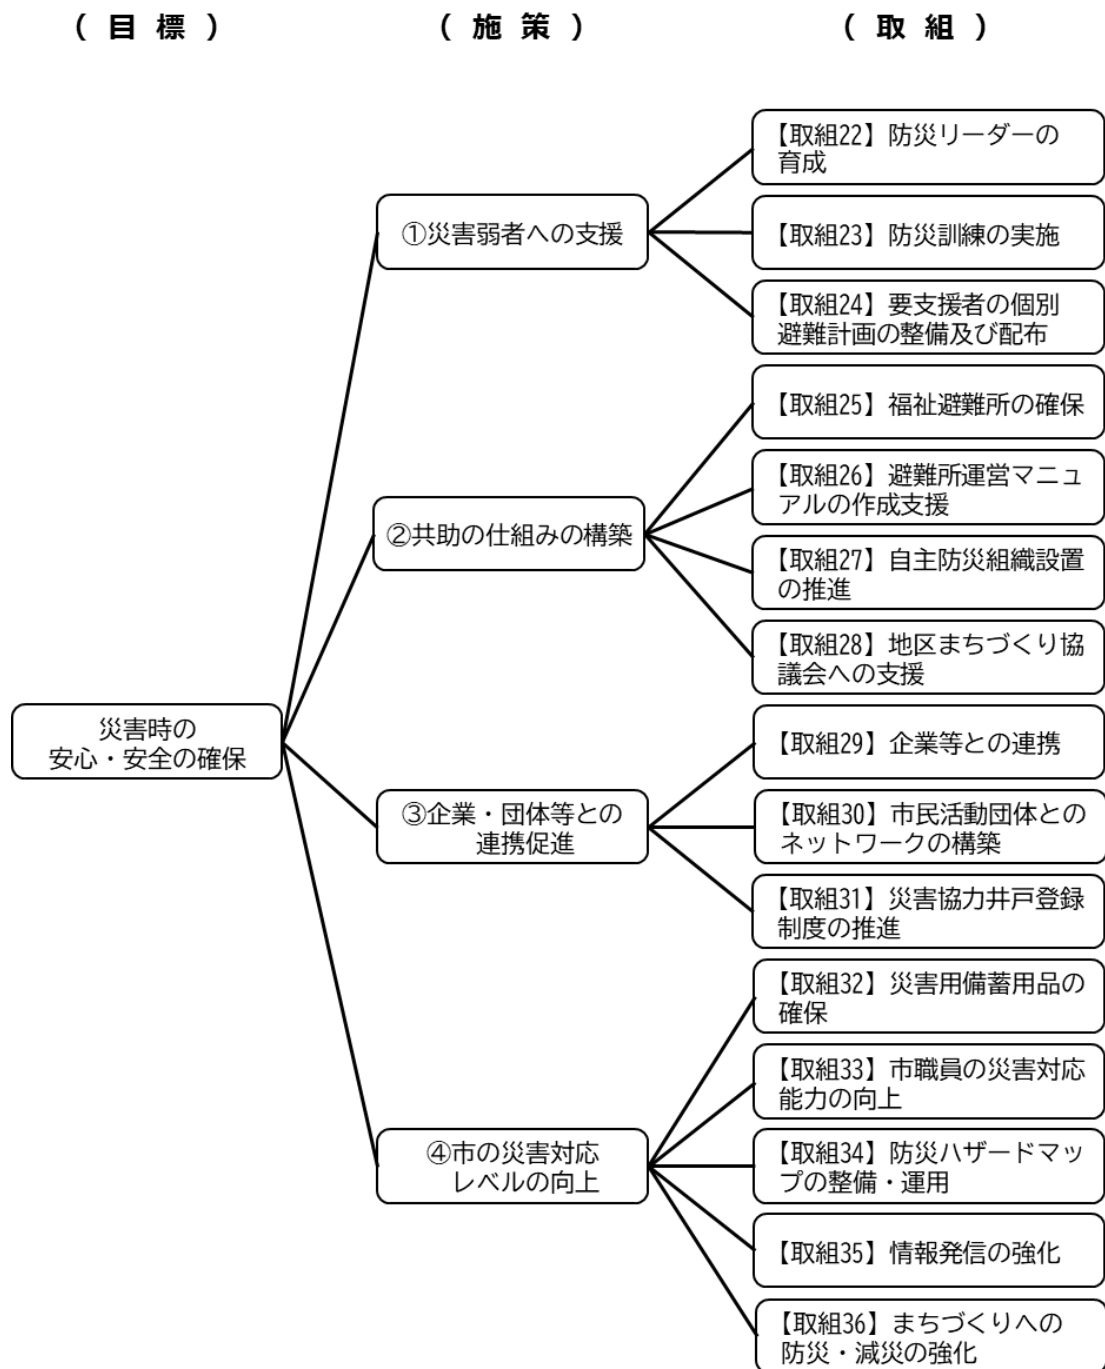 (目標)
(施策)
(取組)
【取組22】防災リーダーの
育成
①災害弱者への支援
【取組23】防災訓練の実施
【取組24】要支援者の個別
避難計画の整備及び配布
【取組25】福祉避難所の確保
【取組26】避難所運営マニュ
アルの作成支援
②共助の仕組みの構築
【取組27】自主防災組織設置
の推進
【取組28】地区まちづくり協
議会への支援
災害時の
安心・安全の確保
【取組29】企業等との連携
③企業・団体等との
連携促進
【取組30】市民活動団体との
ネットワークの構築
【取組31】災害協力井戸登録
制度の推進
【取組32】災害用備蓄用品の
確保
【取組33】市職員の災害対応
能力の向上
④市の災害対応
レベルの向上
【取組34】防災ハザードマッ
プの整備・運用
【取組35】情報発信の強化
【取組36】まちづくりへの
防災・減災の強化